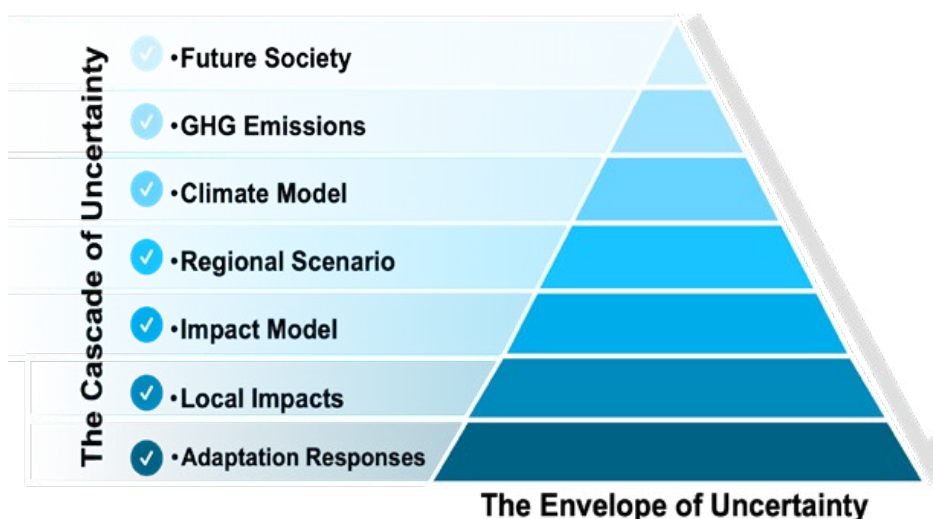 The Cascade of Uncertainty
•Future Society
•GHG Emissions
•Climate Model
•Regional Scenario
•Impact Model
•Local Impacts
•Adaptation Responses
The Envelope of Uncertainty